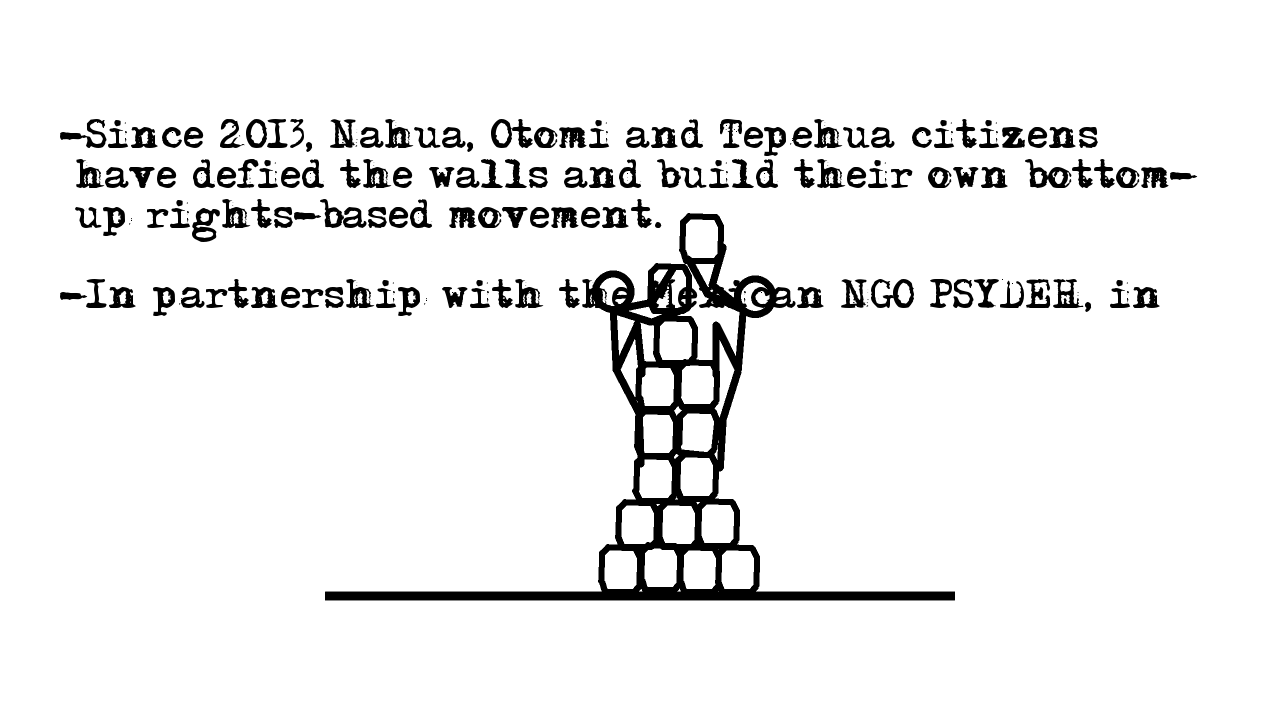 -Since 2013, Nahua, Otomi and Tepehua citizens
have defied the walls and build their own bottom-
up rights-based movement.
-In partnership with the Mexican NGO PSYDEH, in